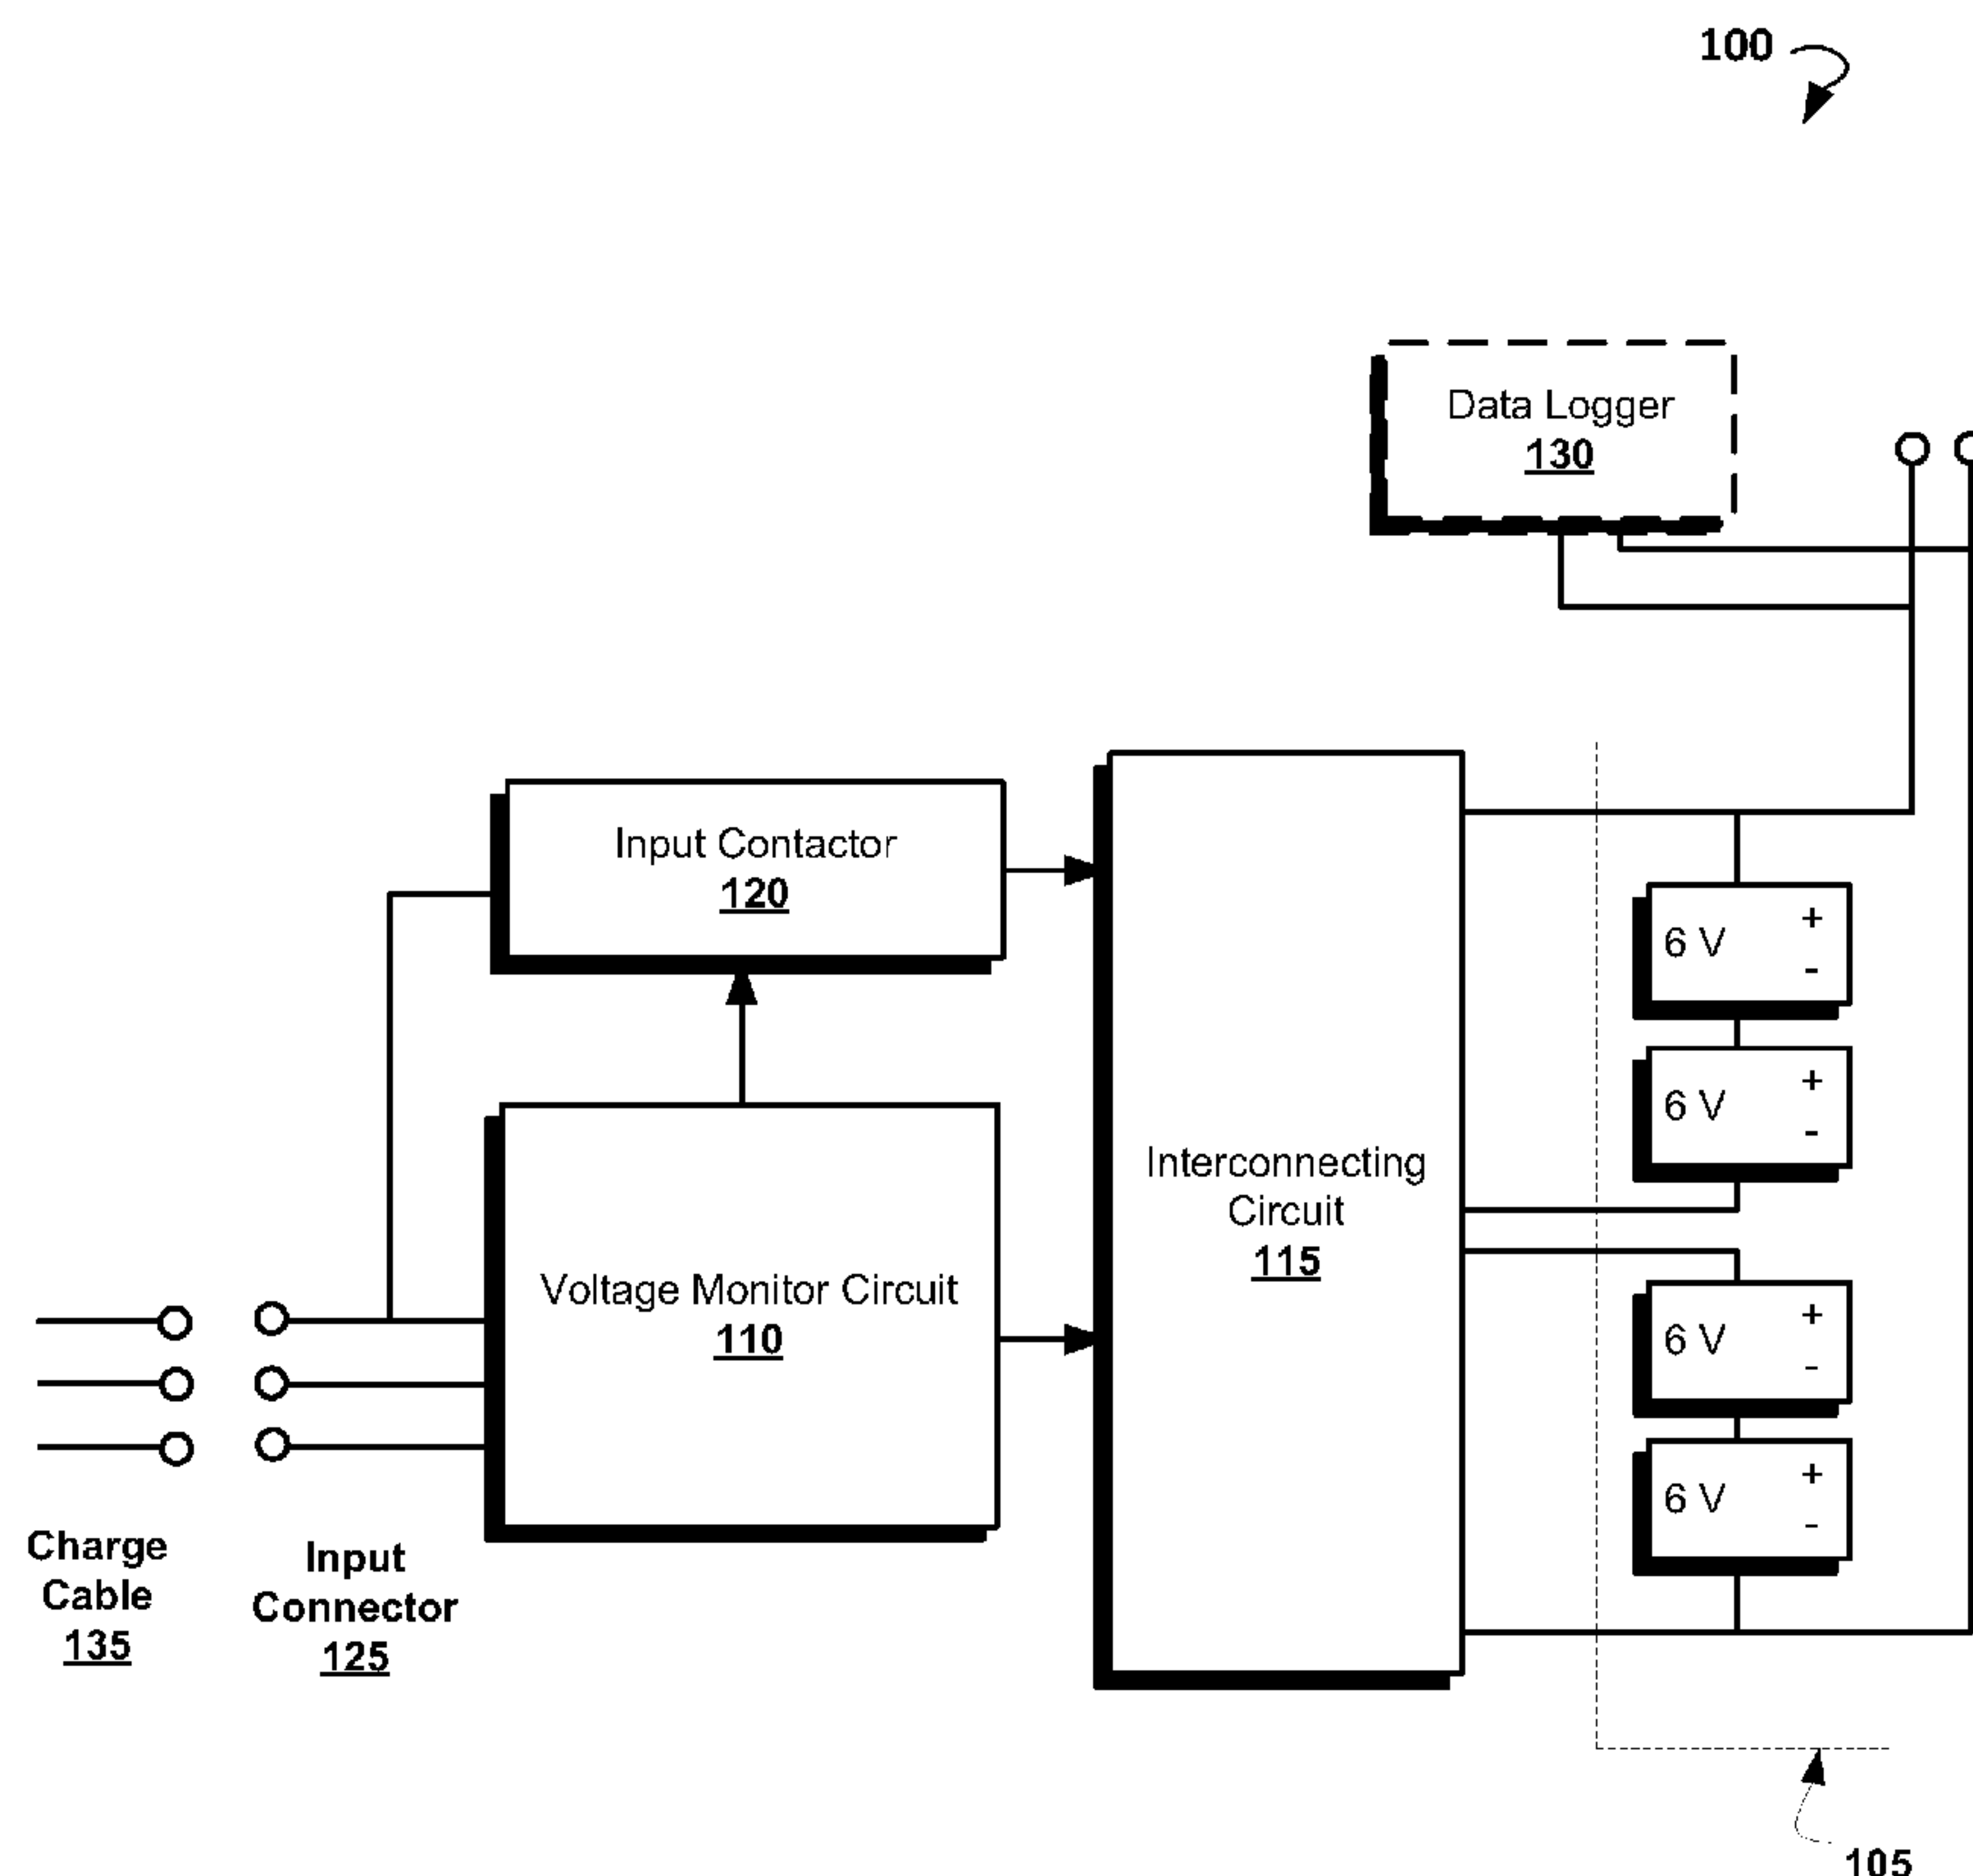 100
Data Logger
130
Input Contactor
120
6 V
+
-
6 V
+
-
Interconnecting
Circuit
115
Voltage Monitor Circuit
110
6 V
+
-
6 V
+
-
Charge
Cable
135
Input
Connector
125
105